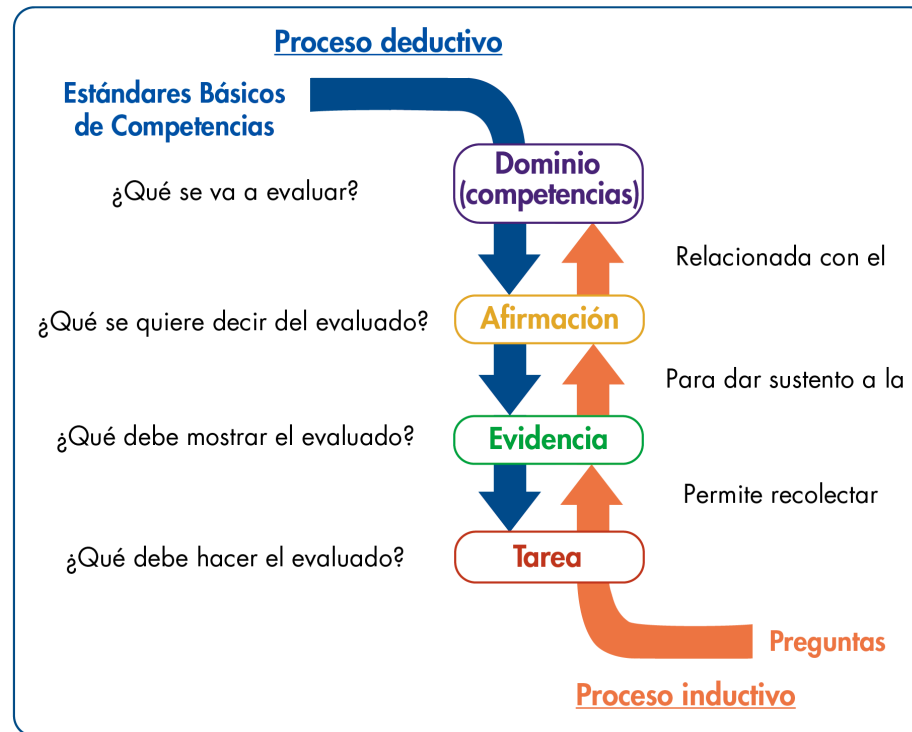 Proceso deductivo
Estándares Básicos
de Competencias
Dominio
(competencias)
¿Qué se va a evaluar?
Relacionada con el
¿Qué se quiere decir del evaluado?
Afirmación
Para dar sustento a la
¿Qué debe mostrar el evaluado?
Evidencia
Permite recolectar
¿Qué debe hacer el evaluado?
Tarea
Preguntas
Proceso inductivo